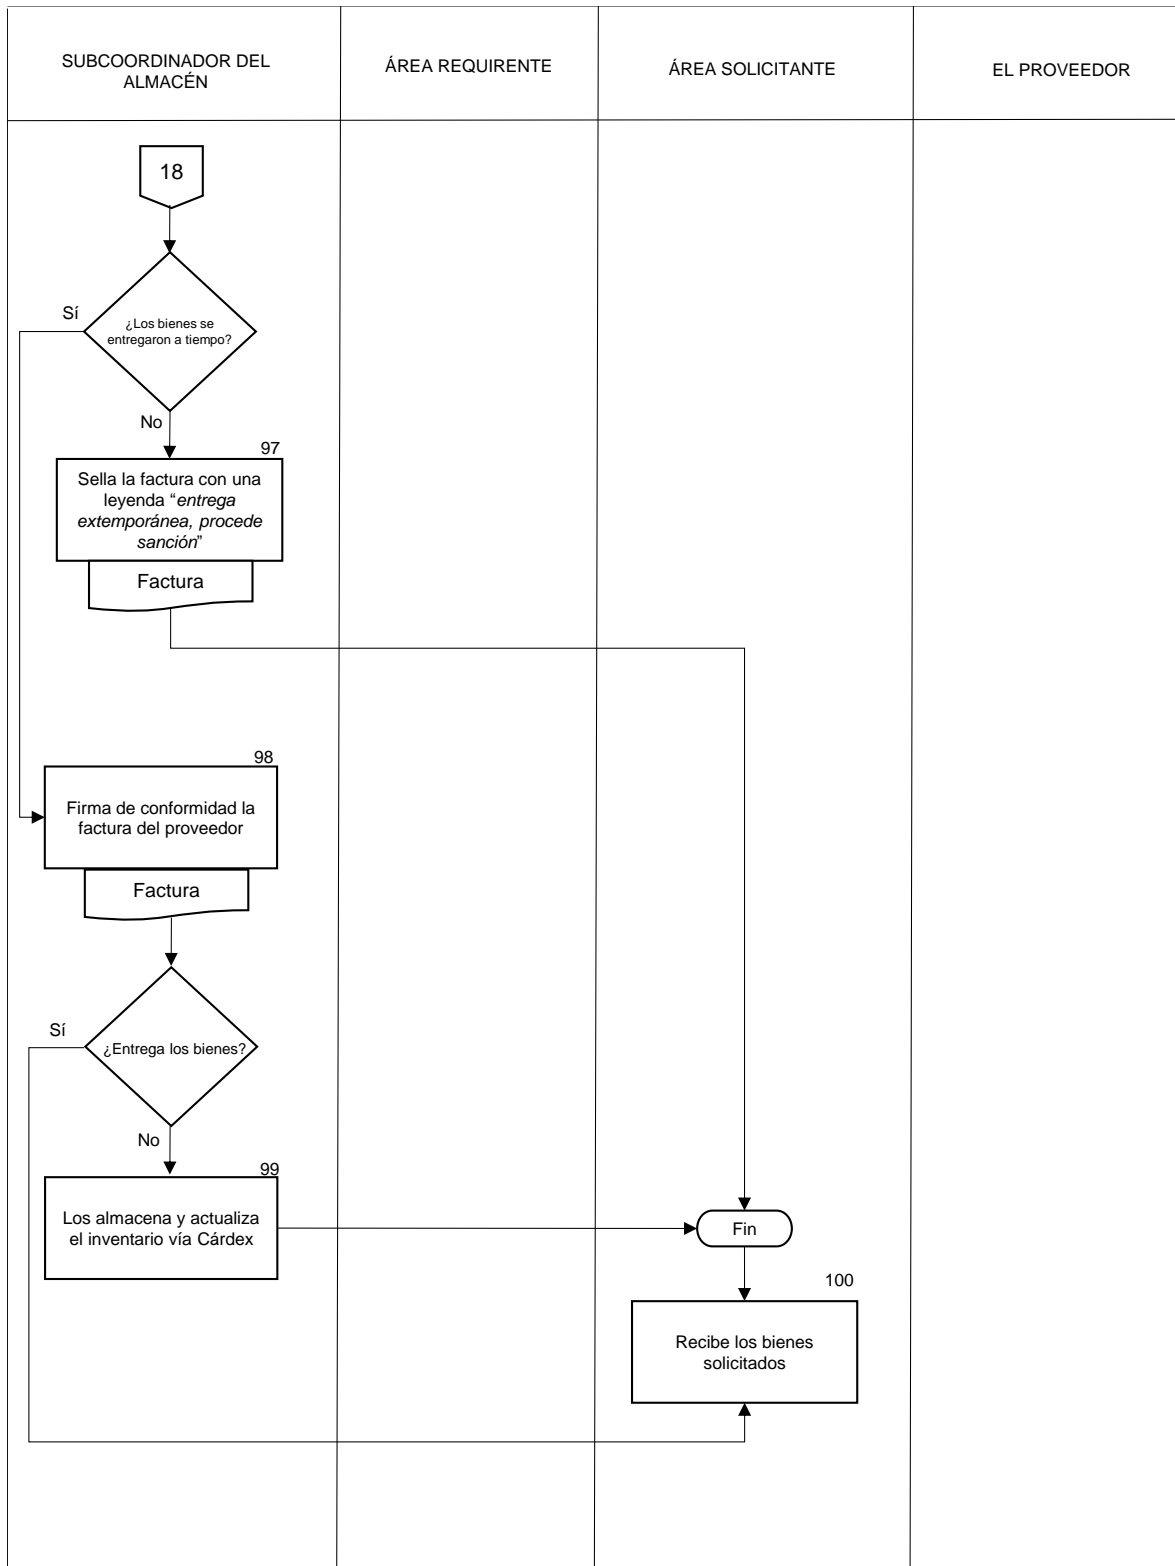 SUBCOORDINADOR DEL
ALMACÉN
ÁREA REQUIRENTE
ÁREA SOLICITANTE
EL PROVEEDOR
18
Sí
¿Los bienes se
entregaron a tiempo?
No
97
Sella la factura con una
leyenda “entrega
extemporánea, procede
sanción”
Factura
98
Firma de conformidad la
factura del proveedor
Factura
Sí
¿Entrega los bienes?
No
99
Los almacena y actualiza
el inventario vía Cárdex
Fin
100
Recibe los bienes
solicitados